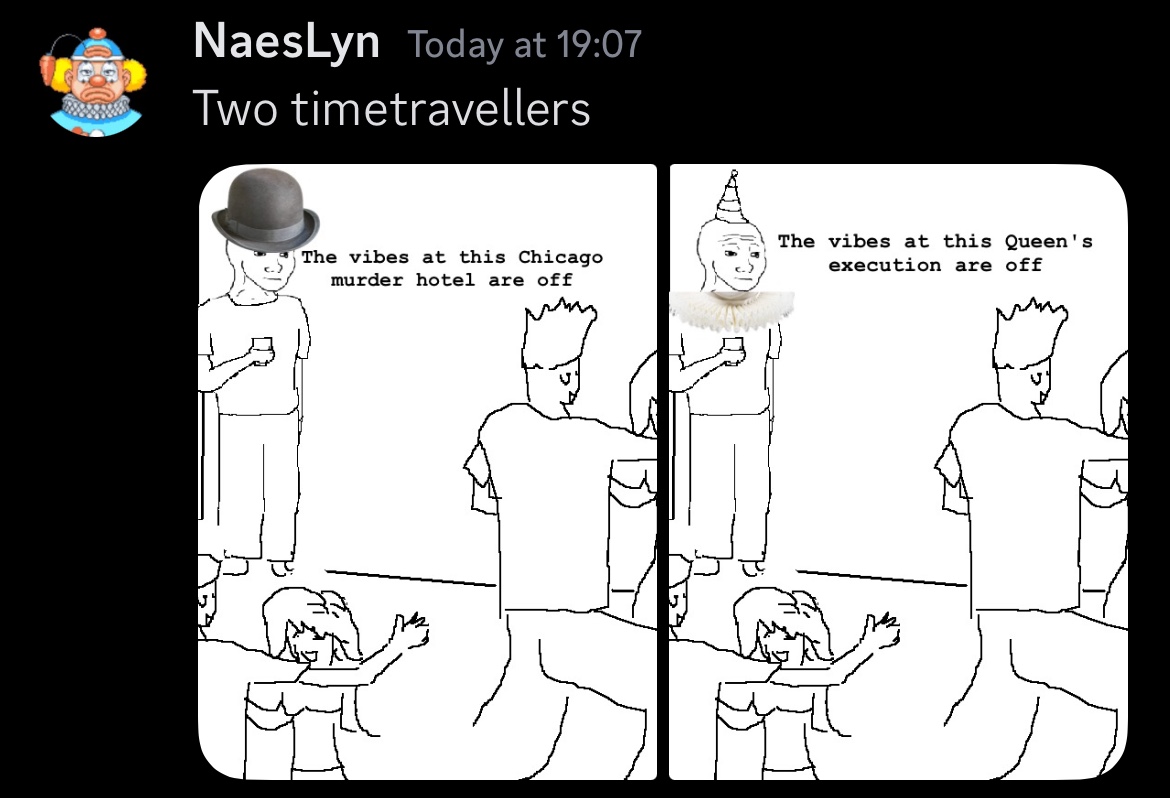 NaesLyn Today at 19:07
Two timetravellers
The vibes at this Chicago
murder hotel are off
The vibes at this Queen's
execution are off